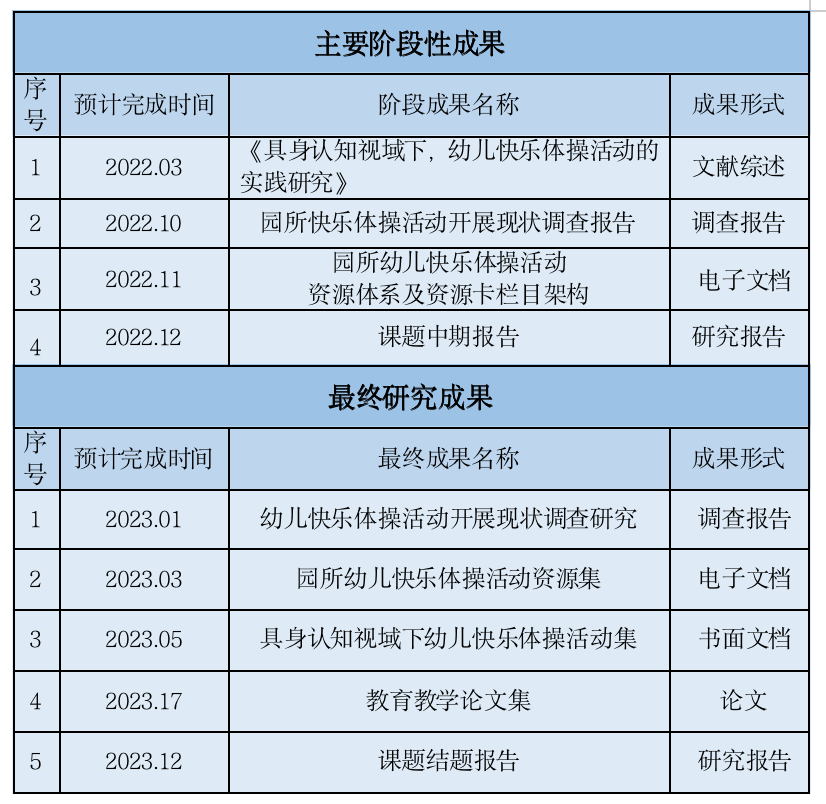 主要阶段性成果
序号 预计完成时间 阶段成果名称 成果形式
1 2022.03 《具身认知视域下，幼儿快乐体操活动的
实践研究》 文献综述
2 2022.10 园所快乐体操活动开展现状调查报告 调查报告
3 2022.11 园所幼儿快乐体操活动
资源体系及资源卡栏目架构 电子文档
4 2022.12 课题中期报告 研究报告
最终研究成果
序号 预计完成时间 最终成果名称 成果形式
1 2023.01 幼儿快乐体操活动开展现状调查研究 调查报告
2 2023.03 园所幼儿快乐体操活动资源集 电子文档
3 2023.05 具身认知视域下幼儿快乐体操活动集 书面文档
4 2023.17 教育教学论文集 论文
5 2023.12 课题结题报告 研究报告